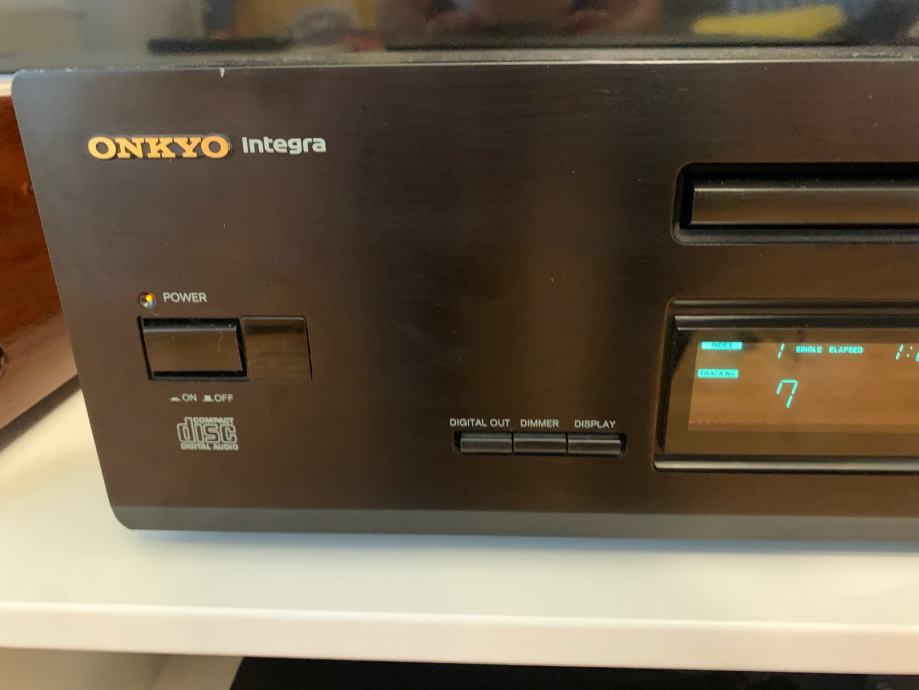 ONKYO Integra
POWER
ON OFF
COMPACT
disc
DIGITAL AUDIO
DIGITAL OUT DIMMER DISPLAY
INDEX 1 SINGLE ELAPSED
TRACK No.
7